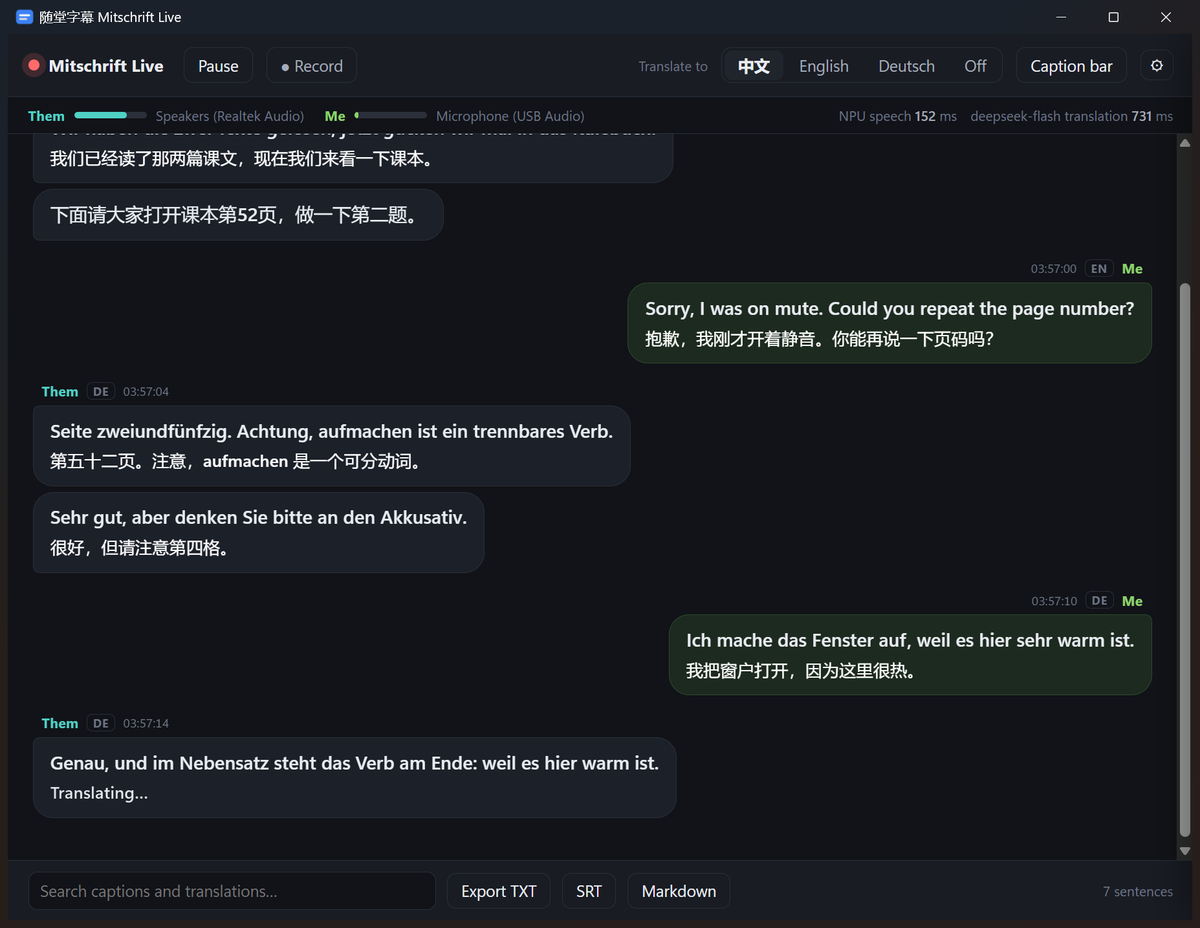 随堂字幕 Mitschrift Live
Mitschrift Live
Pause
● Record
Translate to
中文
English
Deutsch
Off
Caption bar
Them
Speakers (Realtek Audio)
Me
Microphone (USB Audio)
NPU speech 152 ms
deepseek-flash translation 731 ms
我们已经读了那两篇课文，现在我们来看一下课本。
下面请大家打开课本第52页，做一下第二题。
03:57:00 EN Me
Sorry, I was on mute. Could you repeat the page number?
抱歉，我刚才开着静音。你能再说一下页码吗？
Them DE 03:57:04
Seite zweiundfünfzig. Achtung, aufmachen ist ein trennbares Verb.
第五十二页。注意，aufmachen 是一个可分动词。
Sehr gut, aber denken Sie bitte an den Akkusativ.
很好，但请注意第四格。
03:57:10 DE Me
Ich mache das Fenster auf, weil es hier sehr warm ist.
我把窗户打开，因为这里很热。
Them DE 03:57:14
Genau, und im Nebensatz steht das Verb am Ende: weil es hier warm ist.
Translating...
Search captions and translations...
Export TXT
SRT
Markdown
7 sentences